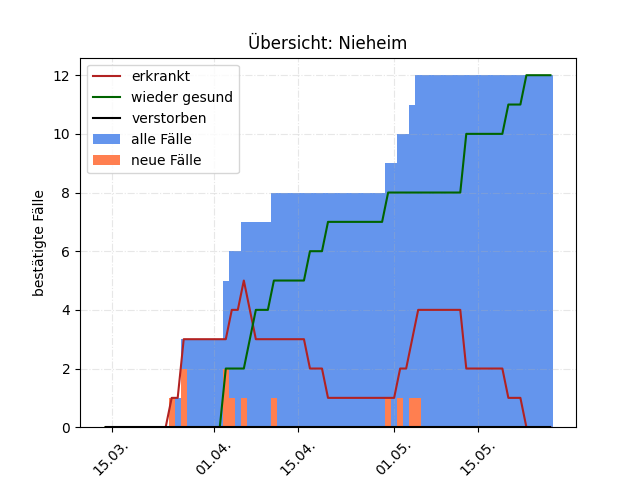 Übersicht: Nieheim
erkrankt
wieder gesund
verstorben
alle Fälle
neue Fälle
bestätigte Fälle
12
10
8
6
4
2
0
15.03.
01.04.
15.04.
01.05.
15.05.